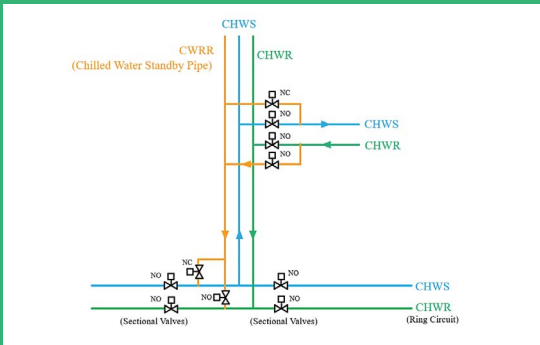 CHWS
CWRR
(Chilled Water Standby Pipe)
CHWR
NC
NO
CHWS
NO
CHWR
NO
NC
NO
NO
CHWS
NO
NO
NO
CHWR
(Sectional Valves)
(Sectional Valves)
(Ring Circuit)